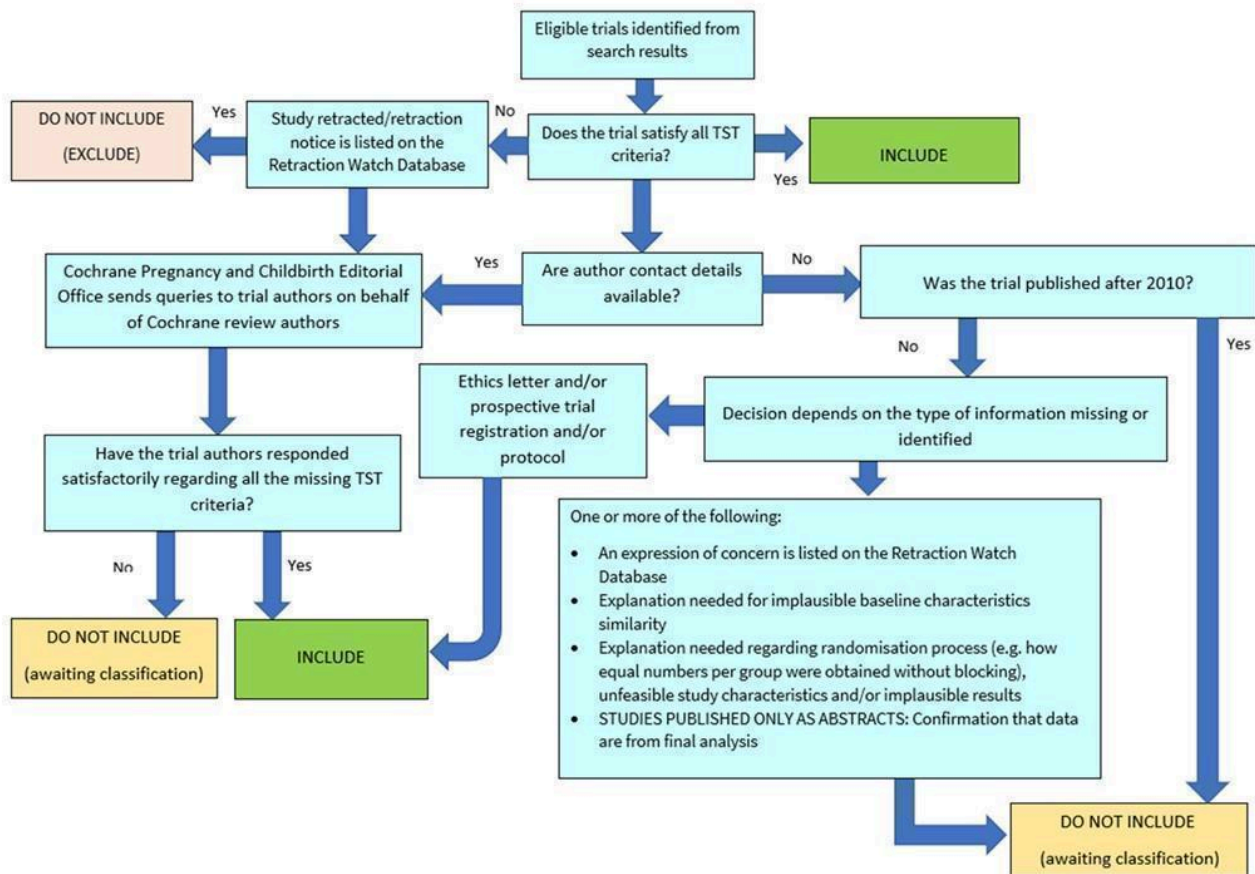 Eligible trials identified from
search results
DO NOT INCLUDE
(EXCLUDE)
Yes
Study retracted/retraction
notice is listed on the
Retraction Watch Database
No
Does the trial satisfy all TST
criteria?
Yes
INCLUDE
Cochrane Pregnancy and Childbirth Editorial
Office sends queries to trial authors on behalf
of Cochrane review authors
Yes
Are author contact details
available?
No
Was the trial published after 2010?
No
Yes
Ethics letter and/or
prospective trial
registration and/or
protocol
Decision depends on the type of information missing or
identified
Have the trial authors responded
satisfactorily regarding all the missing TST
criteria?
No
Yes
DO NOT INCLUDE
(awaiting classification)
INCLUDE
One or more of the following:
• An expression of concern is listed on the Retraction Watch
Database
• Explanation needed for implausible baseline characteristics
similarity
• Explanation needed regarding randomisation process (e.g. how
equal numbers per group were obtained without blocking),
unfeasible study characteristics and/or implausible results
• STUDIES PUBLISHED ONLY AS ABSTRACTS: Confirmation that data
are from final analysis
DO NOT INCLUDE
(awaiting classification)